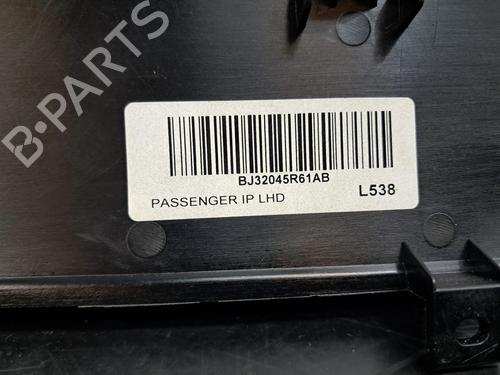 B-PARTS
BJ32045R61AB
PASSENGER IP LHD
L538